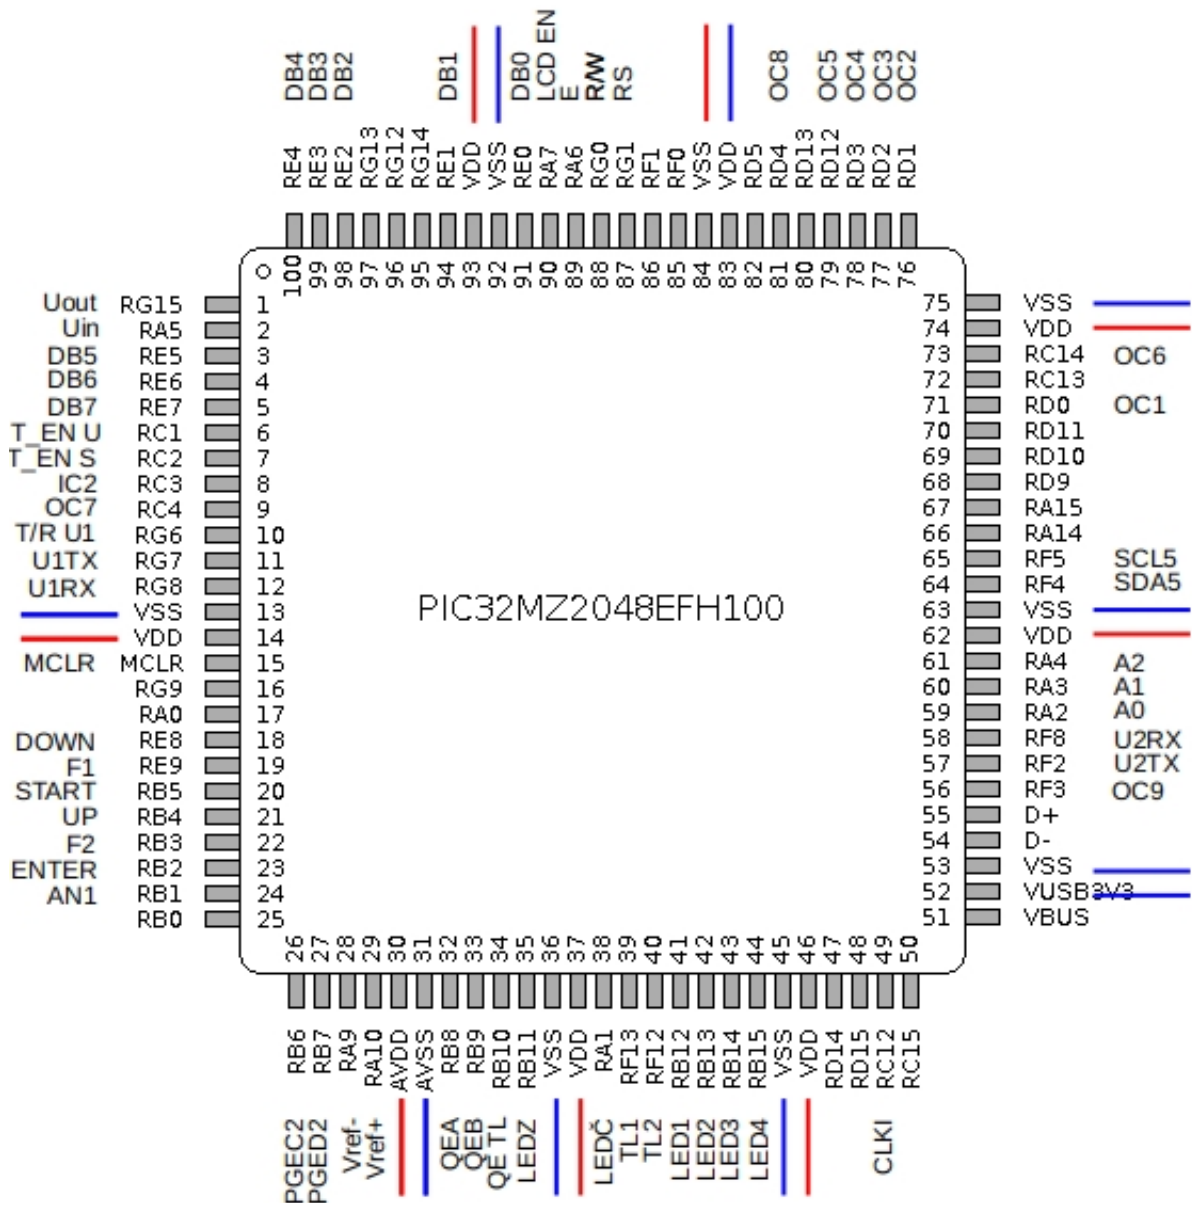 DB4 DB3 DB2 DB1 DB0 LCD EN E R/W RS OC8 OC5 OC4 OC3 OC2
RE4 RE3 RE2 RG13 RG12 RG14 RE1 VDD VSS RE0 RA7 RA6 RG0 RG1 RF1 RF0 VSS VDD RD5 RD4 RD13 RD12 RD3 RD2 RD1
100 99 98 97 96 95 94 93 92 91 90 89 88 87 86 85 84 83 82 81 80 79 78 77 76
Uout RG15 1
Uin RA5 2
DB5 RE5 3
DB6 RE6 4
DB7 RE7 5
T_EN U RC1 6
T_EN S RC2 7
IC2 RC3 8
OC7 RC4 9
T/R U1 RG6 10
U1TX RG7 11
U1RX RG8 12
VSS 13
VDD 14
MCLR MCLR 15
RG9 16
RA0 17
DOWN RE8 18
F1 RE9 19
START RB5 20
UP RB4 21
F2 RB3 22
ENTER RB2 23
AN1 RB1 24
RB0 25
PIC32MZ2048EFH100
75 VSS
74 VDD
73 RC14 OC6
72 RC13
71 RD0 OC1
70 RD11
69 RD10
68 RD9
67 RA15
66 RA14
65 RF5 SCL5
64 RF4 SDA5
63 VSS
62 VDD
61 RA4 A2
60 RA3 A1
59 RA2 A0
58 RF8 U2RX
57 RF2 U2TX
56 RF3 OC9
55 D+
54 D-
53 VSS
52 VUSB3V3
51 VBUS
26 27 28 29 30 31 32 33 34 35 36 37 38 39 40 41 42 43 44 45 46 47 48 49 50
RB6 RB7 RA9 RA10 AVDD AVSS RB8 RB9 RB10 RB11 VSS VDD RA1 RF13 RF12 RB12 RB13 RB14 RB15 VSS VDD RD14 RD15 RC12 RC15
PGEC2 PGED2 Vref- Vref+ QEA QEB QE TL LEDZ LEDČ TL1 TL2 LED1 LED2 LED3 LED4 CLKI